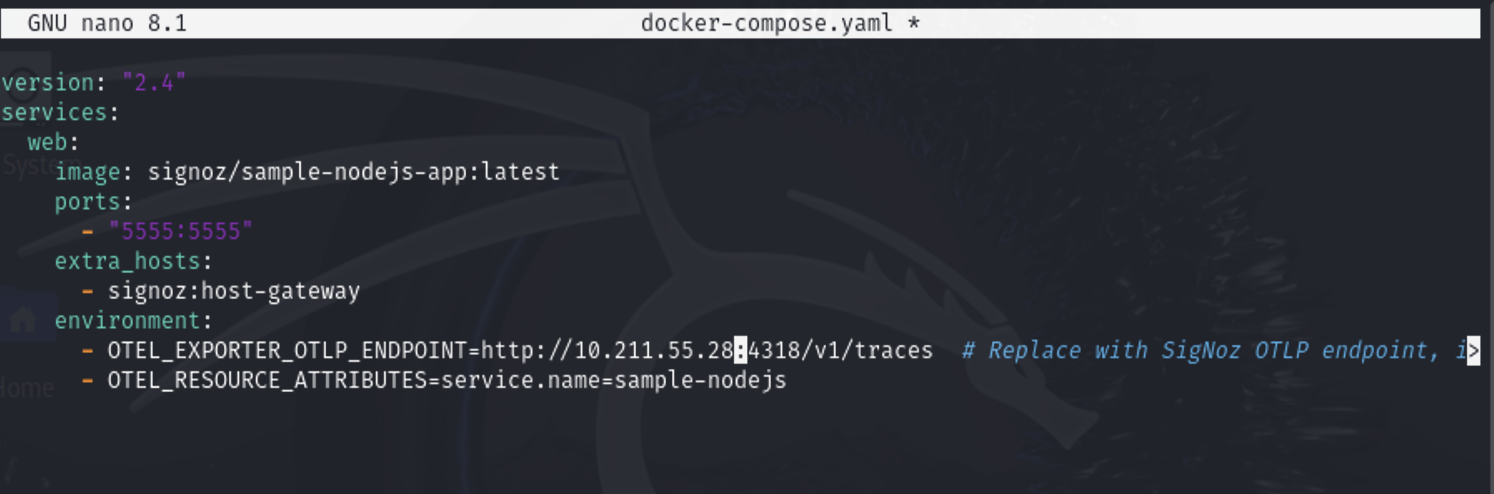 GNU nano 8.1 docker-compose.yaml *
version: "2.4"
services:
  web:
    image: signoz/sample-nodejs-app:latest
    ports:
      - "5555:5555"
    extra_hosts:
      - signoz:host-gateway
    environment:
      - OTEL_EXPORTER_OTLP_ENDPOINT=http://10.211.55.28:4318/v1/traces  # Replace with SigNoz OTLP endpoint, i>
      - OTEL_RESOURCE_ATTRIBUTES=service.name=sample-nodejs
System
Home